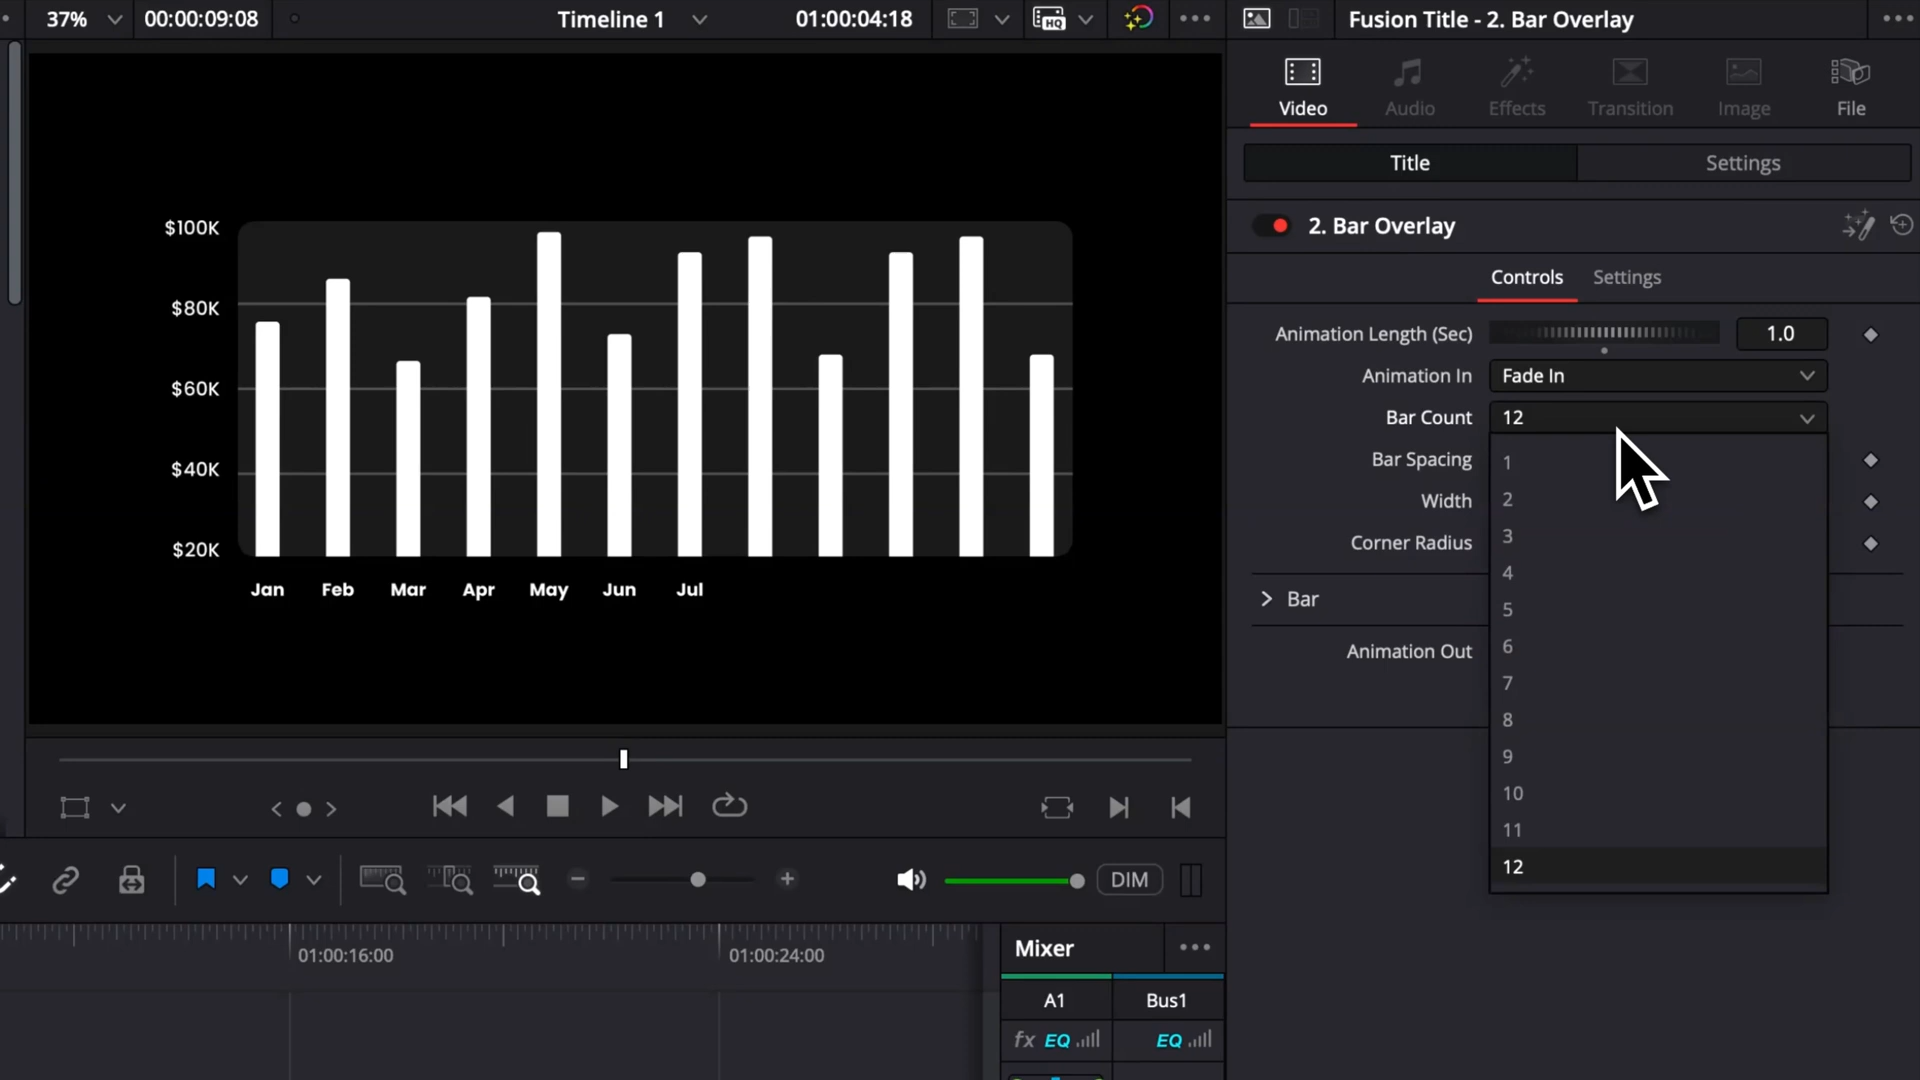 37%
00:00:09:08
Timeline 1
01:00:04:18
HQ
Fusion Title - 2. Bar Overlay
Video
Audio
Effects
Transition
Image
File
Title
Settings
2. Bar Overlay
Controls
Settings
Animation Length (Sec)
1.0
Animation In
Fade In
Bar Count
12
Bar Spacing
Width
Corner Radius
Bar
Animation Out
1
2
3
4
5
6
7
8
9
10
11
12
$100K
$80K
$60K
$40K
$20K
Jan Feb Mar Apr May Jun Jul
DIM
01:00:16:00
01:00:24:00
Mixer
A1
Bus1
fx EQ
EQ